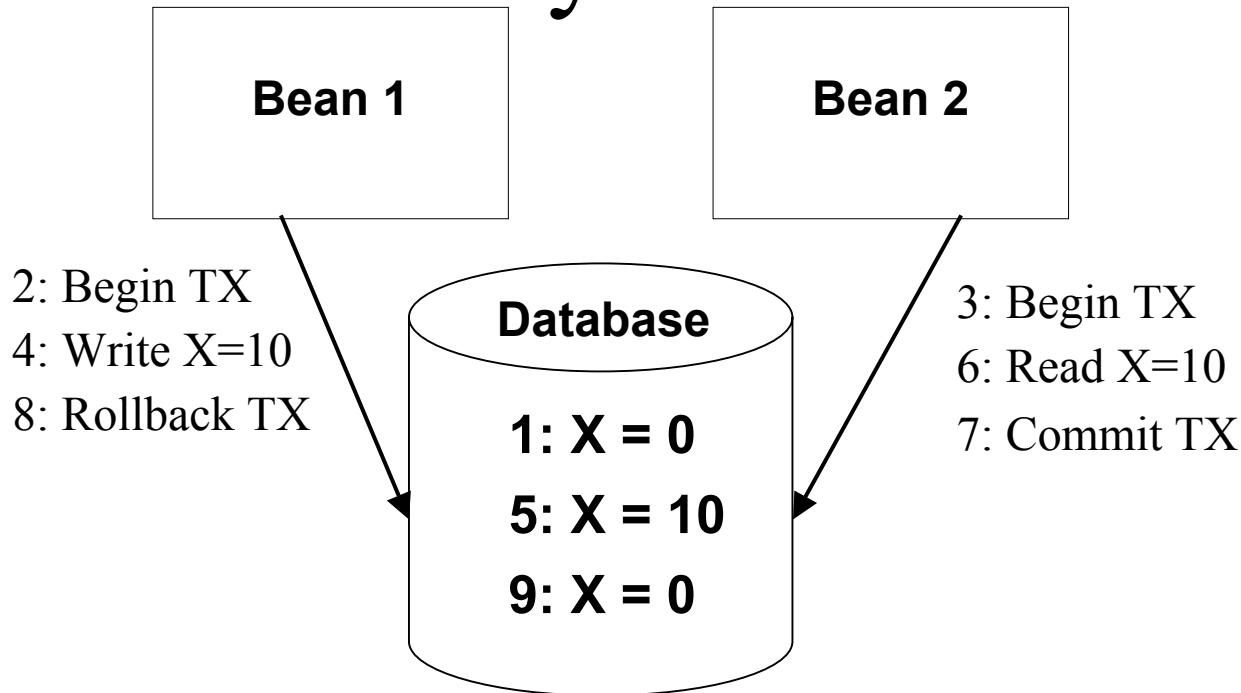 Bean 1
Bean 2
2: Begin TX
4: Write X=10
8: Rollback TX
Database
1: X = 0
5: X = 10
9: X = 0
3: Begin TX
6: Read X=10
7: Commit TX